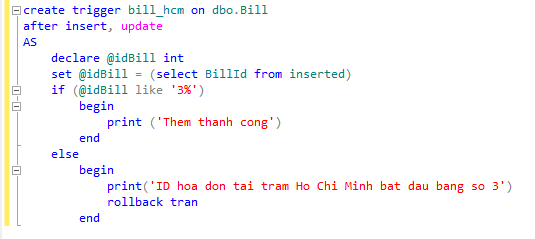 create trigger bill_hcm on dbo.Bill
after insert, update
AS
declare @idBill int
set @idBill = (select BillId from inserted)
if (@idBill like '3%')
begin
print ('Them thanh cong')
end
else
begin
print('ID hoa don tai tram Ho Chi Minh bat dau bang so 3')
rollback tran
end